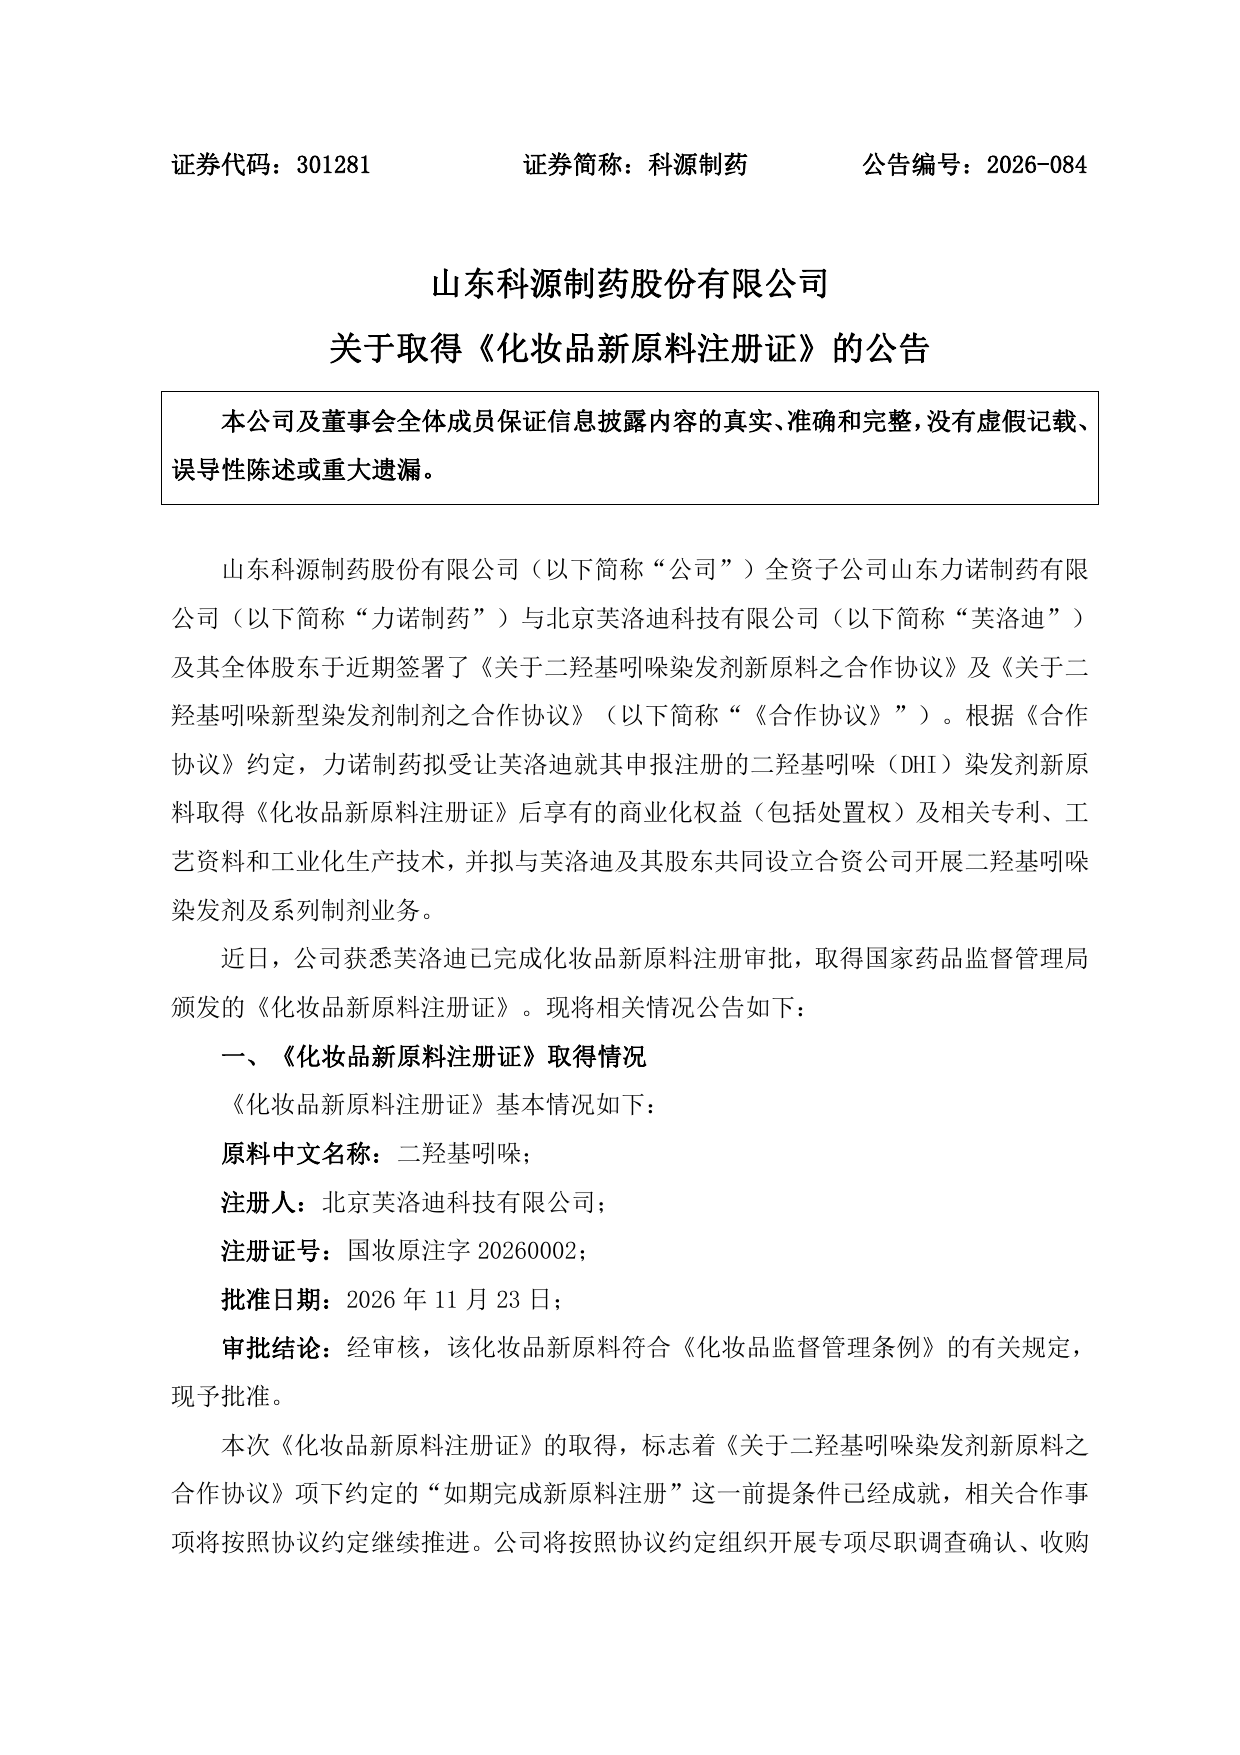 证券代码：301281 证券简称：科源制药 公告编号：2026-084
山东科源制药股份有限公司
关于取得《化妆品新原料注册证》的公告
本公司及董事会全体成员保证信息披露内容的真实、准确和完整，没有虚假记载、
误导性陈述或重大遗漏。
山东科源制药股份有限公司（以下简称“公司”）全资子公司山东力诺制药有限
公司（以下简称“力诺制药”）与北京芙洛迪科技有限公司（以下简称“芙洛迪”）
及其全体股东于近期签署了《关于二羟基吲哚染发剂新原料之合作协议》及《关于二
羟基吲哚新型染发剂制剂之合作协议》（以下简称“《合作协议》”）。根据《合作
协议》约定，力诺制药拟受让芙洛迪就其申报注册的二羟基吲哚（DHI）染发剂新原
料取得《化妆品新原料注册证》后享有的商业化权益（包括处置权）及相关专利、工
艺资料和工业化生产技术，并拟与芙洛迪及其股东共同设立合资公司开展二羟基吲哚
染发剂及系列制剂业务。
近日，公司获悉芙洛迪已完成化妆品新原料注册审批，取得国家药品监督管理局
颁发的《化妆品新原料注册证》。现将相关情况公告如下：
一、《化妆品新原料注册证》取得情况
《化妆品新原料注册证》基本情况如下：
原料中文名称：二羟基吲哚；
注册人：北京芙洛迪科技有限公司；
注册证号：国妆原注字 20260002；
批准日期：2026 年 11 月 23 日；
审批结论：经审核，该化妆品新原料符合《化妆品监督管理条例》的有关规定，
现予批准。
本次《化妆品新原料注册证》的取得，标志着《关于二羟基吲哚染发剂新原料之
合作协议》项下约定的“如期完成新原料注册”这一前提条件已经成就，相关合作事
项将按照协议约定继续推进。公司将按照协议约定组织开展专项尽职调查确认、收购